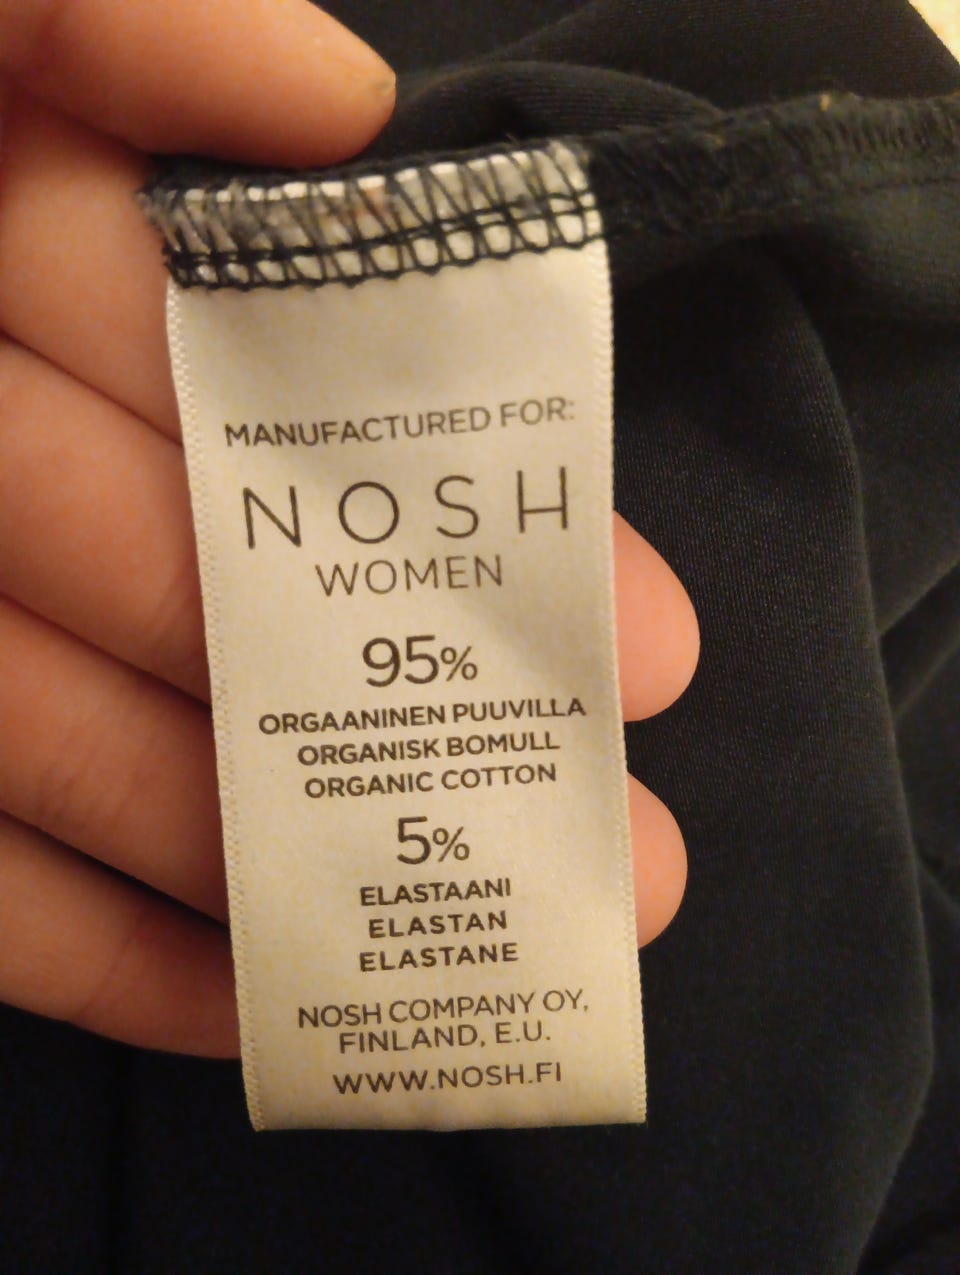 MANUFACTURED FOR:
NOSH
WOMEN
95%
ORGAANINEN PUUVILLA
ORGANISK BOMULL
ORGANIC COTTON
5%
ELASTAANI
ELASTAN
ELASTANE
NOSH COMPANY OY,
FINLAND, E.U.
WWW.NOSH.FI